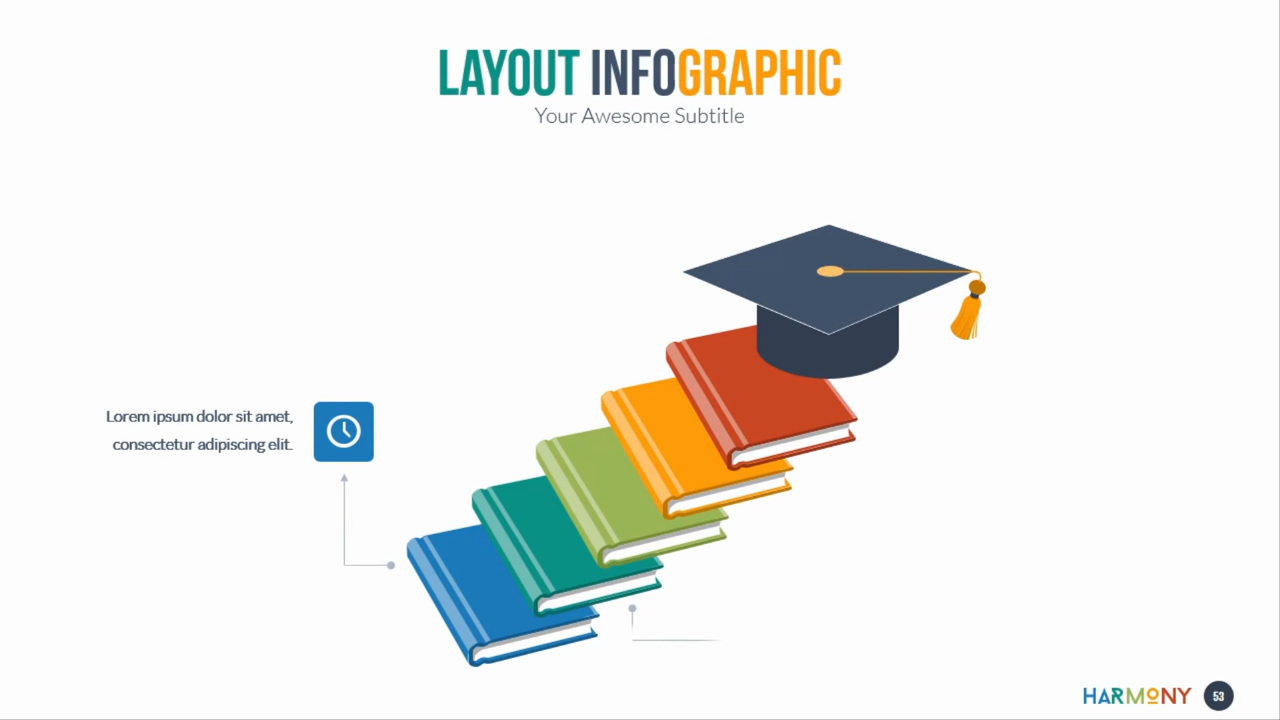 LAYOUT INFOGRAPHIC
Your Awesome Subtitle
Lorem ipsum dolor sit amet,
consectetur adipiscing elit.
HARMONY 53